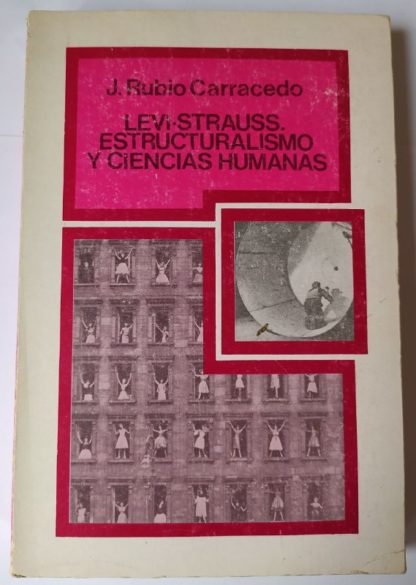 J. Rubio Carracedo
LEVI-STRAUSS.
ESTRUCTURALISMO
Y CIENCIAS HUMANAS